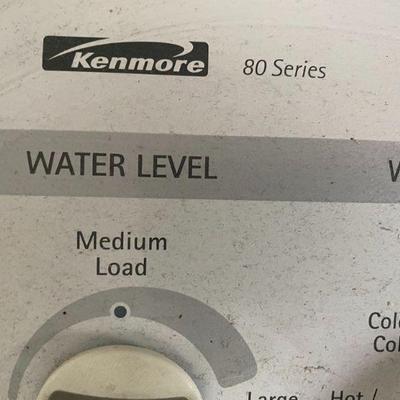 Kenmore
80 Series
WATER LEVEL
Medium
Load
Large
Hot /